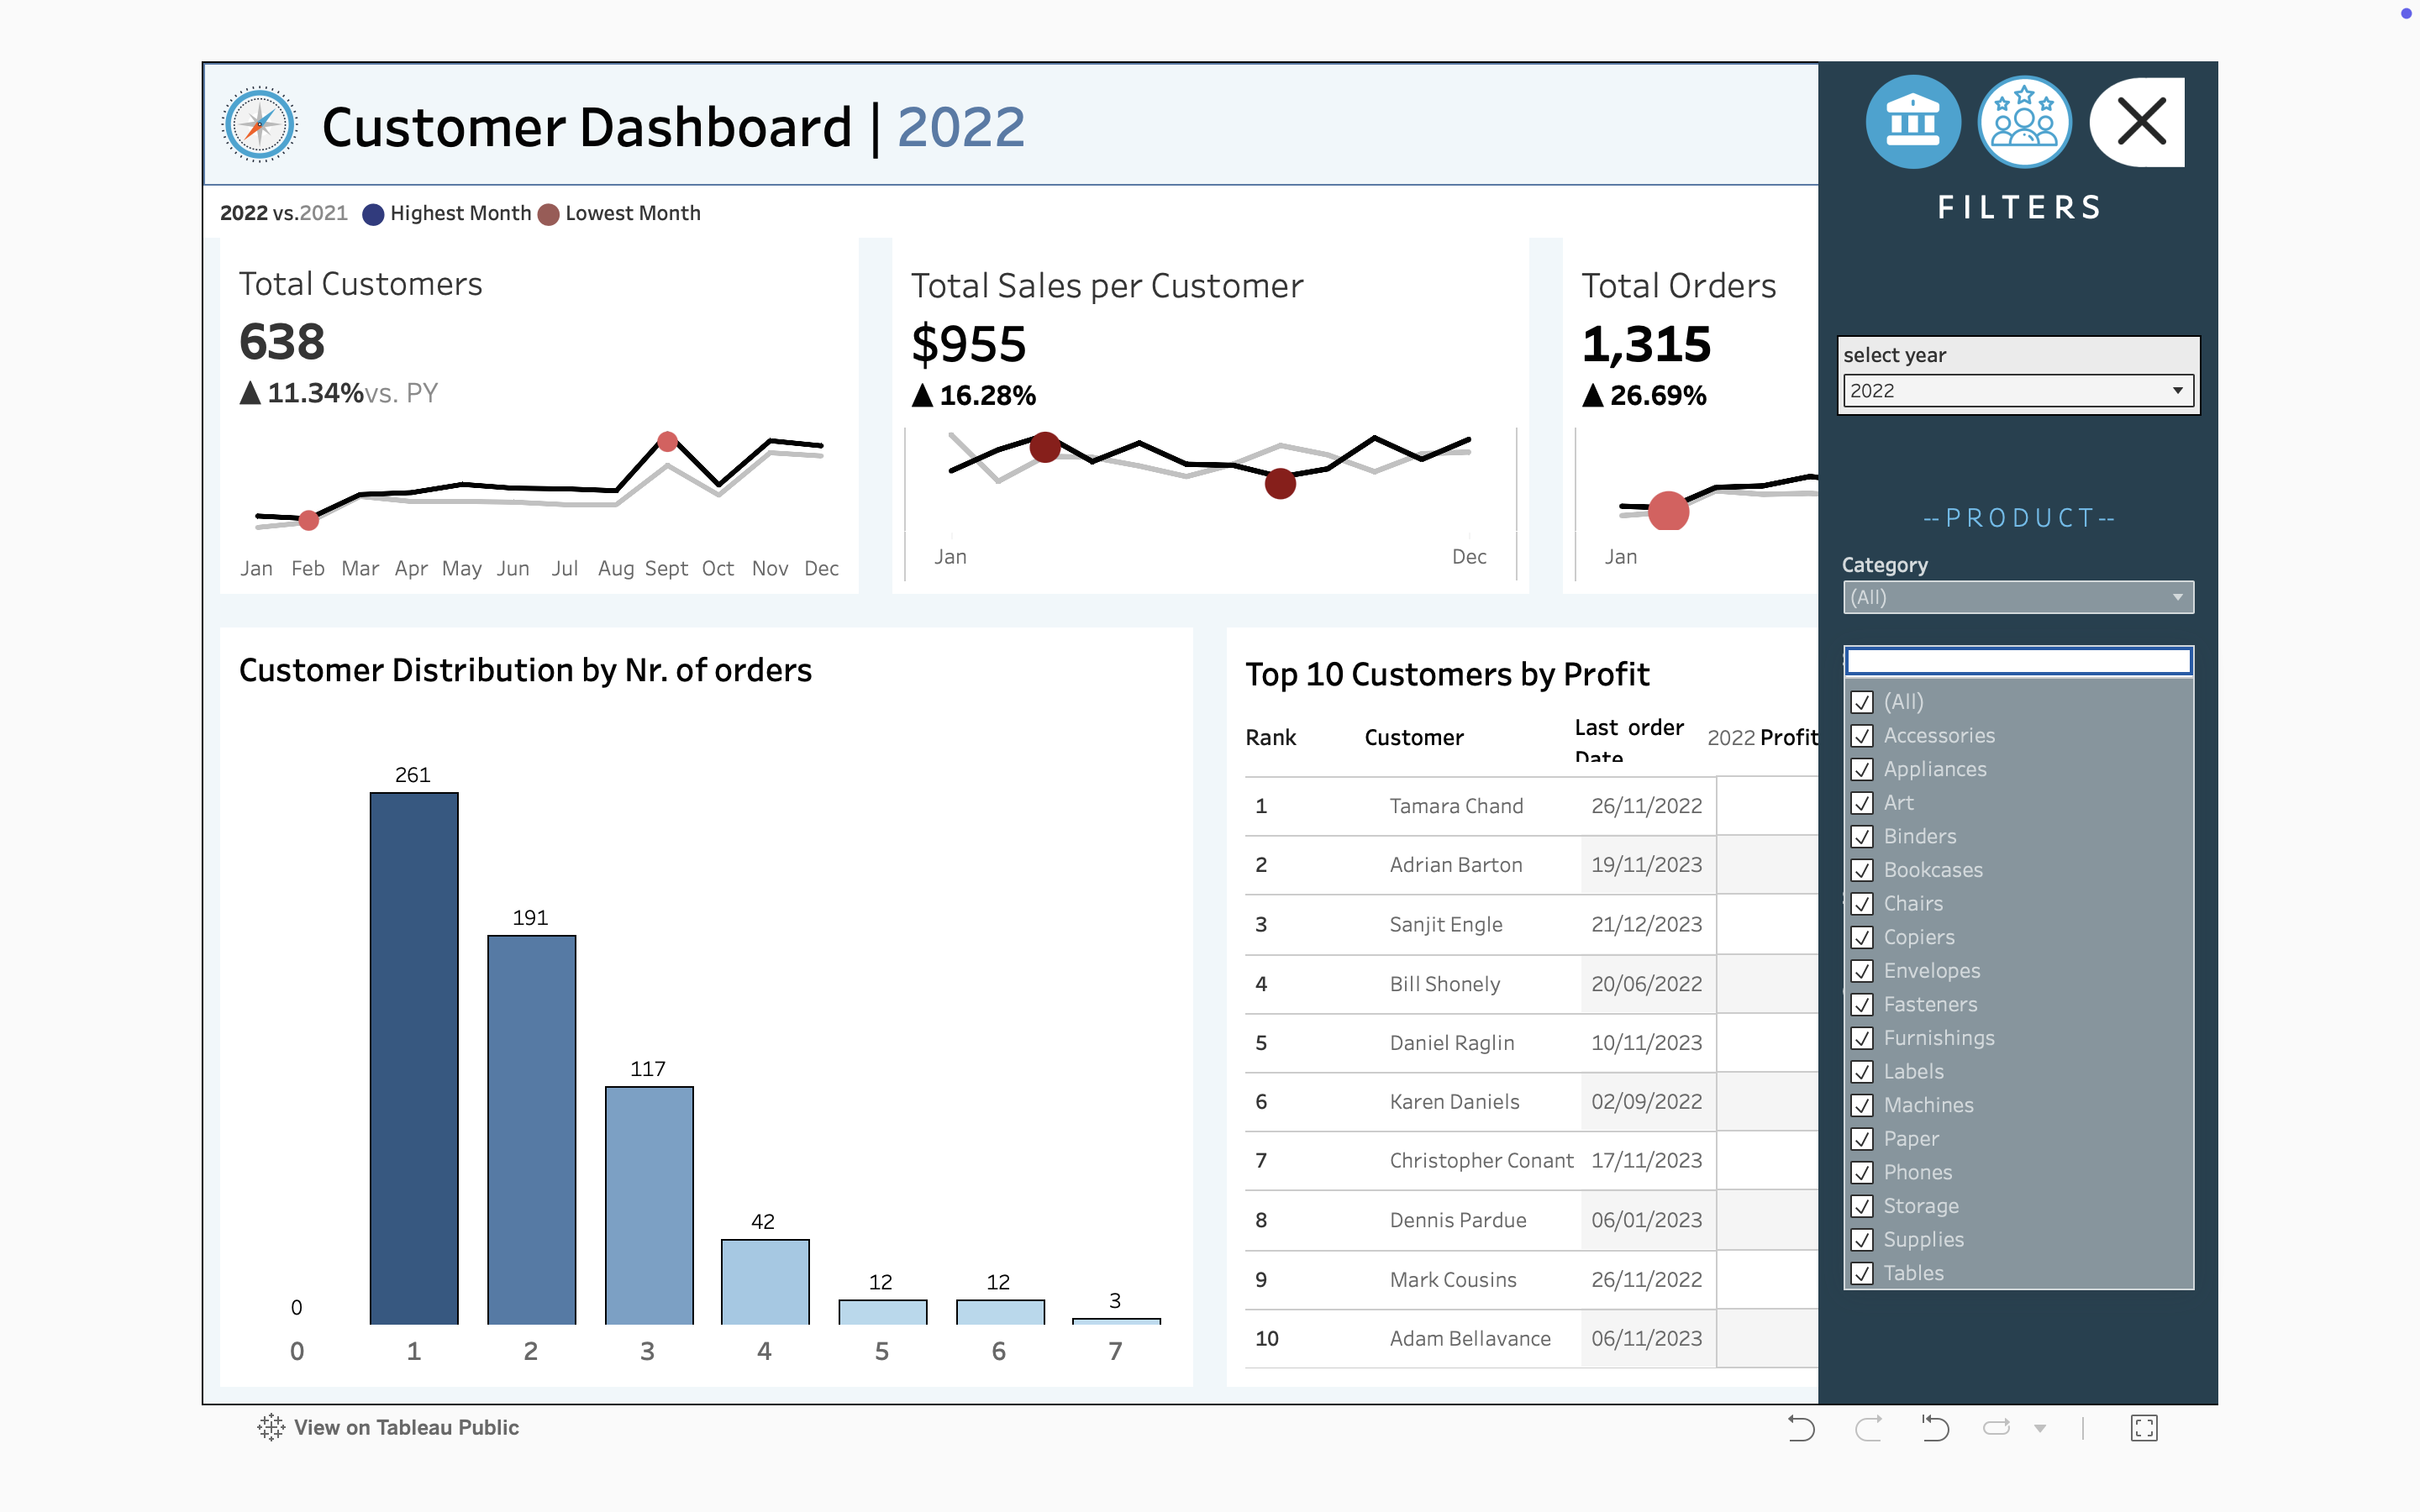 Customer Dashboard | 2022
2022 vs.2021 Highest Month Lowest Month
Total Customers
638
▲ 11.34%vs. PY
Jan Feb Mar Apr May Jun Jul Aug Sept Oct Nov Dec
Total Sales per Customer
$955
▲ 16.28%
Jan Dec
Total Orders
1,315
▲ 26.69%
Jan
Customer Distribution by Nr. of orders
261
191
117
42
12
12
3
0
0 1 2 3 4 5 6 7
Top 10 Customers by Profit
Rank Customer Last order Date 2022 Profit
1 Tamara Chand 26/11/2022
2 Adrian Barton 19/11/2023
3 Sanjit Engle 21/12/2023
4 Bill Shonely 20/06/2022
5 Daniel Raglin 10/11/2023
6 Karen Daniels 02/09/2022
7 Christopher Conant 17/11/2023
8 Dennis Pardue 06/01/2023
9 Mark Cousins 26/11/2022
10 Adam Bellavance 06/11/2023
FILTERS
select year
2022
--PRODUCT--
Category
(All)
(All)
Accessories
Appliances
Art
Binders
Bookcases
Chairs
Copiers
Envelopes
Fasteners
Furnishings
Labels
Machines
Paper
Phones
Storage
Supplies
Tables
View on Tableau Public